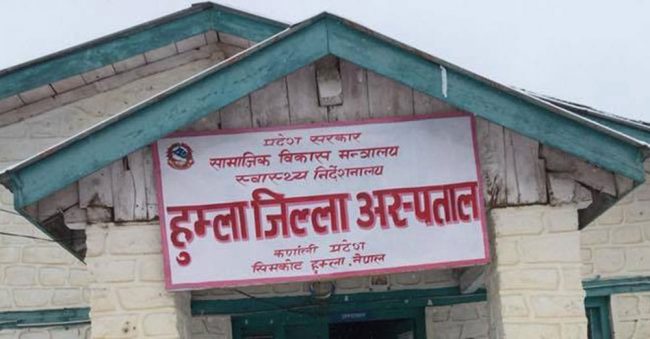 प्रदेश सरकार
सामाजिक विकास मन्त्रालय
स्वास्थ्य निर्देशनालय
हुम्ला जिल्ला अस्पताल
कर्णाली प्रदेश
सिमकोट हुम्ला, नेपाल